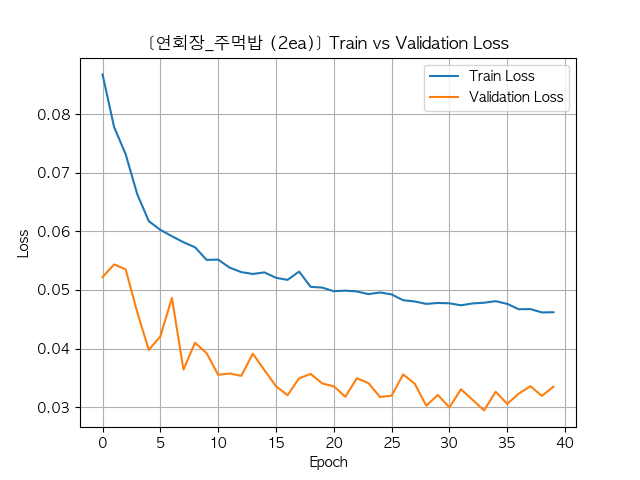 [연회장_주먹밥 (2ea)] Train vs Validation Loss
Train Loss
Validation Loss
Loss
0.08
0.07
0.06
0.05
0.04
0.03
0 5 10 15 20 25 30 35 40
Epoch